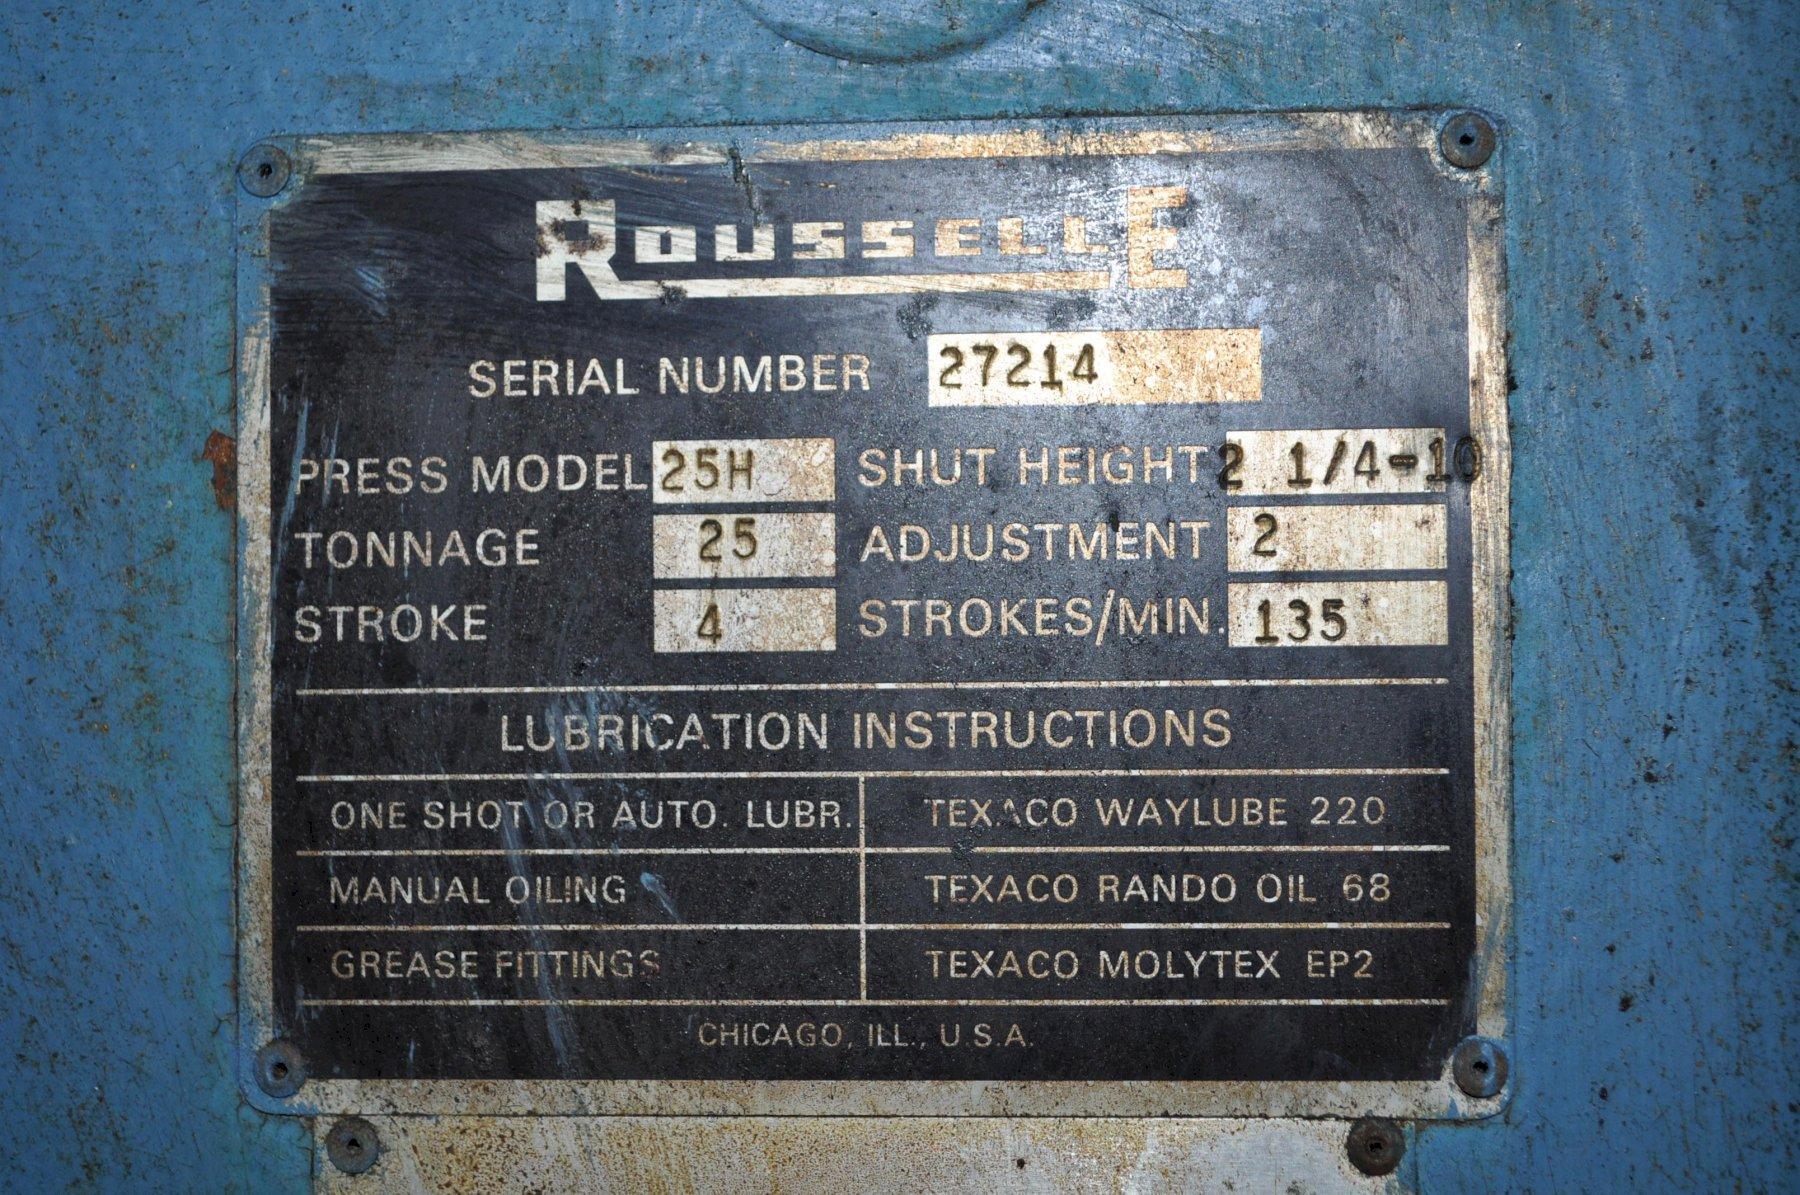 ROUSSELLE
SERIAL NUMBER 27214
PRESS MODEL 25H SHUT HEIGHT 2 1/4-10
TONNAGE 25 ADJUSTMENT 2
STROKE 4 STROKES/MIN. 135
LUBRICATION INSTRUCTIONS
ONE SHOT OR AUTO. LUBR. TEXACO WAYLUBE 220
MANUAL OILING TEXACO RANDO OIL 68
GREASE FITTINGS TEXACO MOLYTEX EP2
CHICAGO, ILL., U.S.A.